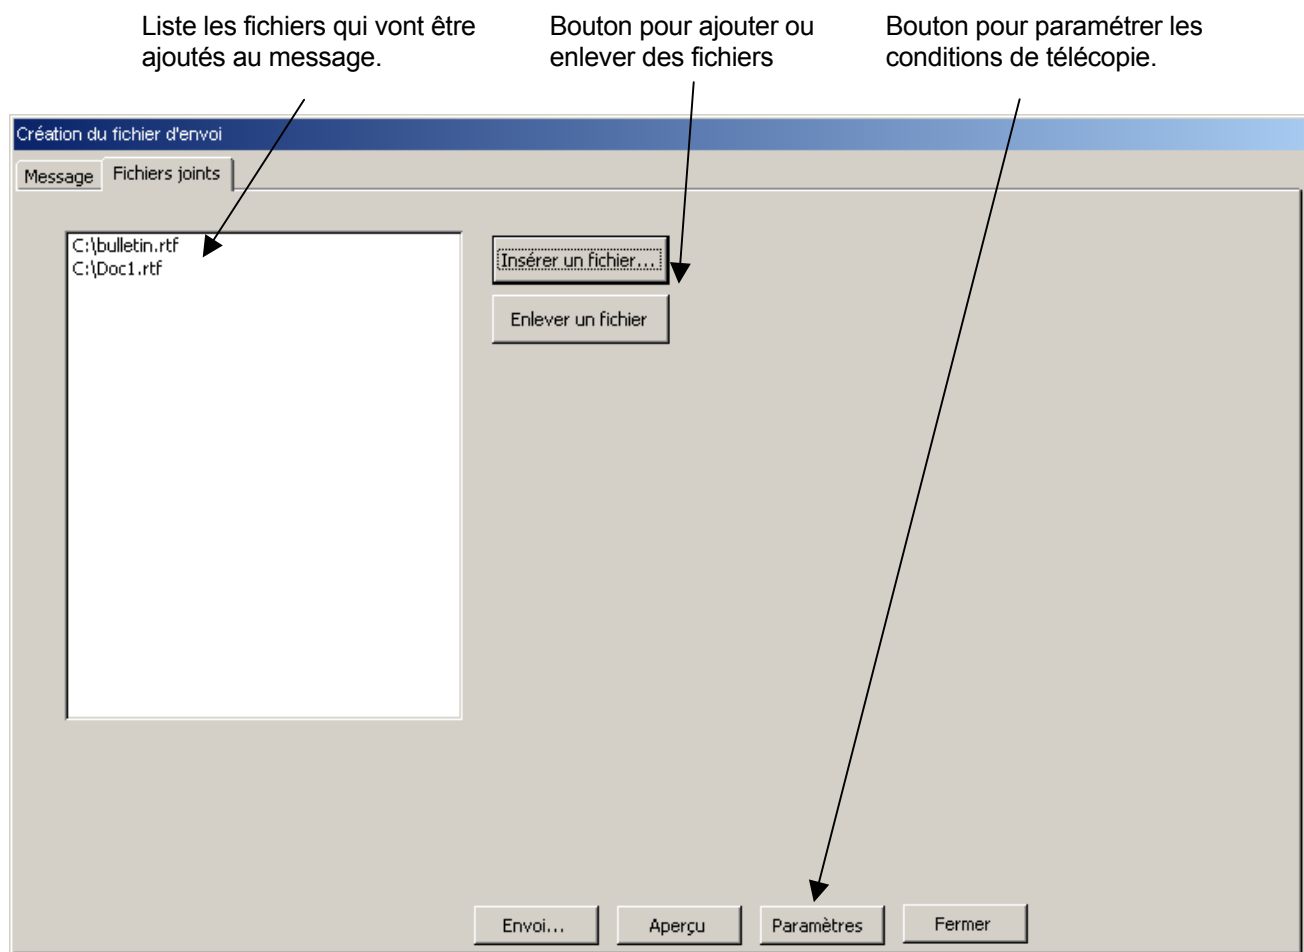 Liste les fichiers qui vont être
ajoutés au message.
Bouton pour ajouter ou
enlever des fichiers
Bouton pour paramétrer les
conditions de télécopie.
Création du fichier d'envoi
Message
Fichiers joints
C:\bulletin.rtf
C:\Doc1.rtf
Insérer un fichier...
Enlever un fichier
Envoi...
Aperçu
Paramètres
Fermer